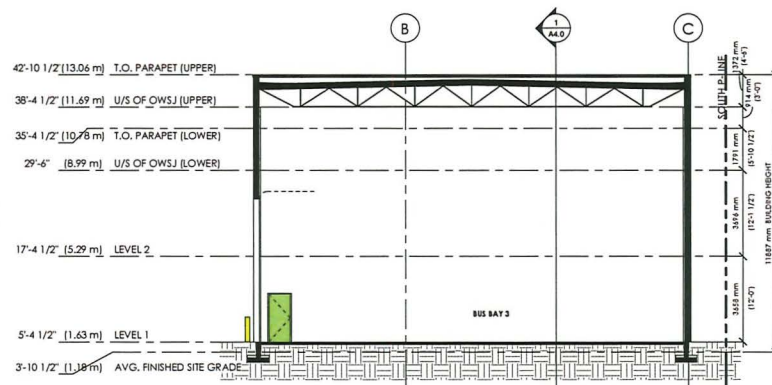 B
1
A4.0
C
42'-10 1/2" (13.06 m) T.O. PARAPET (UPPER)
38'-4 1/2" (11.69 m) U/S OF OWSJ (UPPER)
35'-4 1/2" (10.78 m) T.O. PARAPET (LOWER)
29'-6" (8.99 m) U/S OF OWSJ (LOWER)
17'-4 1/2" (5.29 m) LEVEL 2
5'-4 1/2" (1.63 m) LEVEL 1
3'-10 1/2" (1.18 m) AVG. FINISHED SITE GRADE
BUS BAY 3
SOUTH P-LINE
1372 mm
(4'-6")
914 mm
(3'-0")
1791 mm
(5'-10 1/2")
3696 mm
(12'-1 1/2")
3658 mm
(12'-0")
11887 mm BUILDING HEIGHT